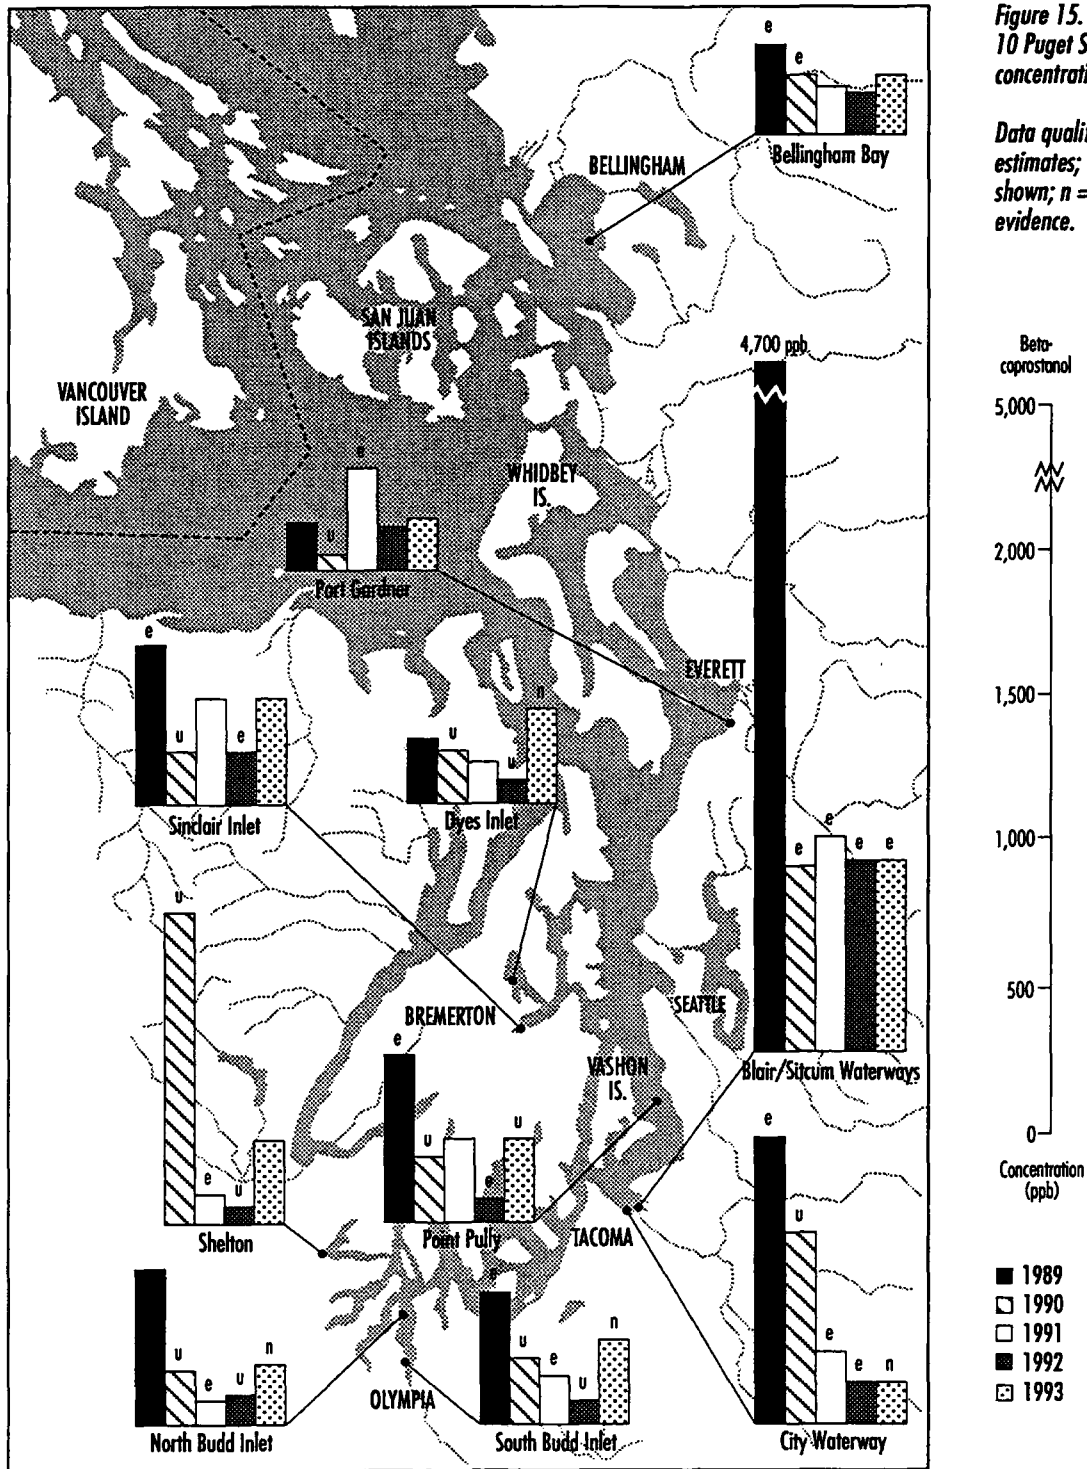 Figure 15.
10 Puget S
concentrati
Data qualit
estimates;
shown; n =
evidence.
e
e
Bellingham Bay
BELLINGHAM
SAN JUAN
ISLANDS
VANCOUVER
ISLAND
WHIDBEY
IS.
4,700 ppb
Beta-
coprostanol
5,000
2,000
1,500
1,000
500
0
Concentration
(ppb)
u
Port Gardner
EVERETT
e
u
e
Sinclair Inlet
u
u
n
Dyes Inlet
e
e
e
e
Blair/Sitcum Waterways
SEATTLE
BREMERTON
VASHON
IS.
u
e
u
Shelton
e
u
e
u
Point Pully
TACOMA
e
u
e
e
n
City Waterway
u
e
u
n
North Budd Inlet
OLYMPIA
e
u
e
u
n
South Budd Inlet
1989
1990
1991
1992
1993